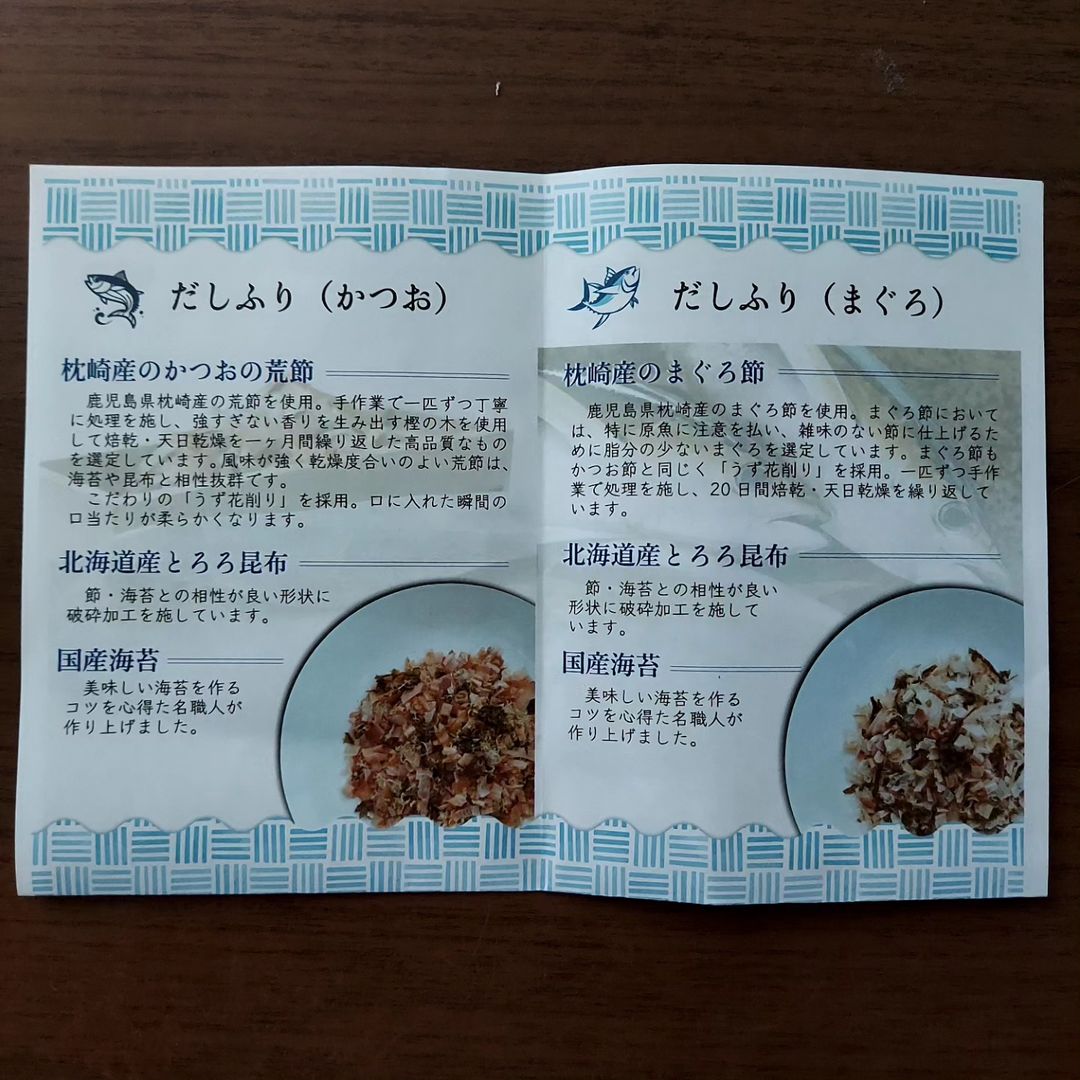 だしふり（かつお）
枕崎産のかつおの荒節
鹿児島県枕崎産の荒節を使用。手作業で一匹ずつ丁寧
に処理を施し、強すぎない香りを生み出す樫の木を使用
して焙乾・天日乾燥を一ヶ月間繰り返した高品質なもの
を選定しています。風味が強く乾燥度合いのよい荒節は、
海苔や昆布と相性抜群です。
こだわりの「うず花削り」を採用。口に入れた瞬間の
口当たりが柔らかくなります。
北海道産とろろ昆布
節・海苔との相性が良い形状に
破砕加工を施しています。
国産海苔
美味しい海苔を作る
コツを心得た名職人が
作り上げました。
だしふり（まぐろ）
枕崎産のまぐろ節
鹿児島県枕崎産のまぐろ節を使用。まぐろ節において
は、特に原魚に注意を払い、雑味のない節に仕上げるた
めに脂分の少ないまぐろを選定しています。まぐろ節も
かつお節と同じく「うず花削り」を採用。一匹ずつ手作
業で処理を施し、20日間焙乾・天日乾燥を繰り返して
います。
北海道産とろろ昆布
節・海苔との相性が良い
形状に破砕加工を施して
います。
国産海苔
美味しい海苔を作る
コツを心得た名職人が
作り上げました。